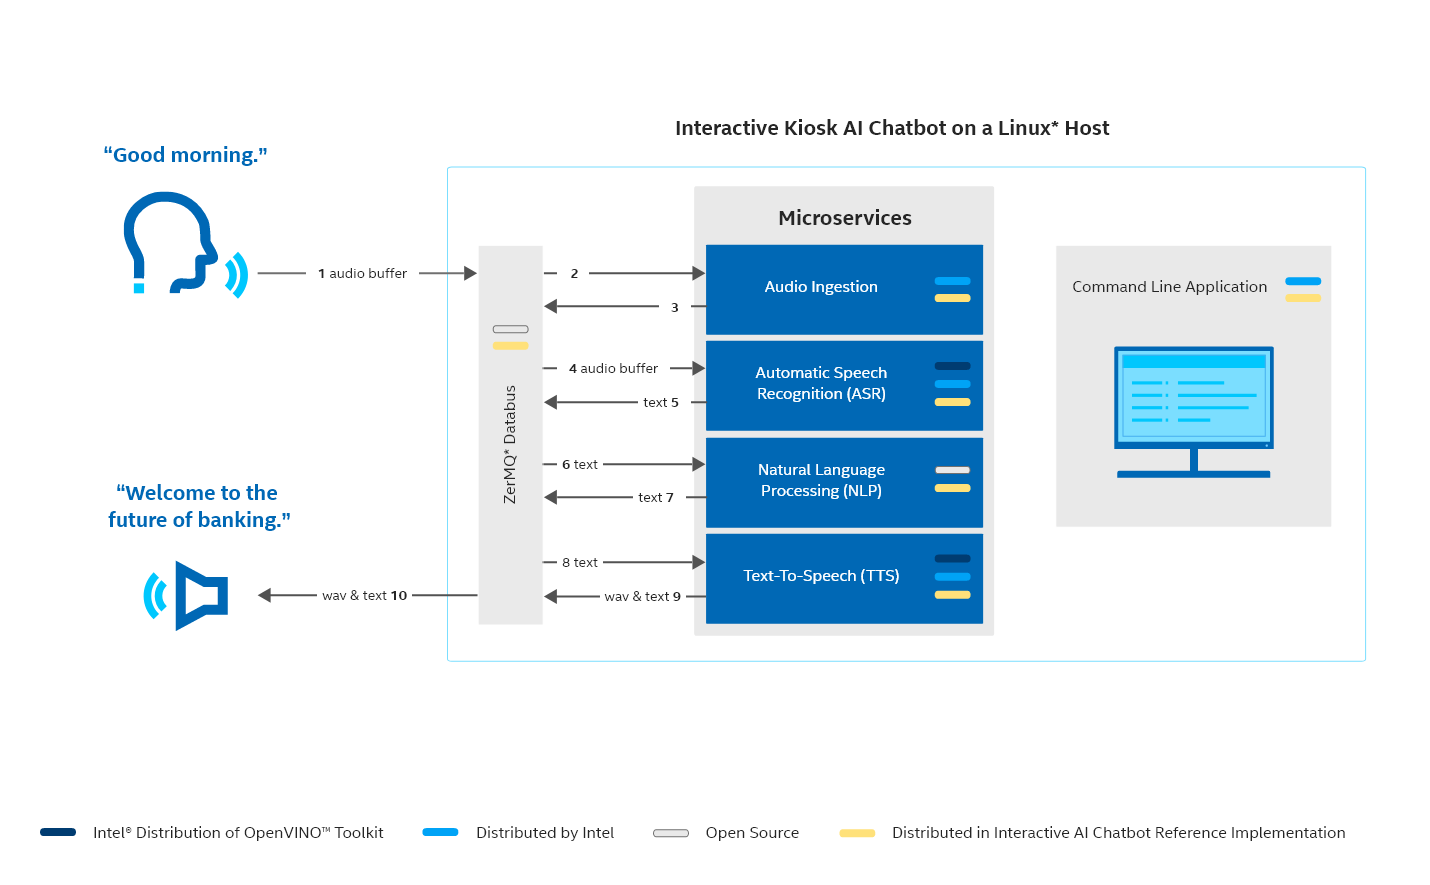 Interactive Kiosk AI Chatbot on a Linux* Host
“Good morning.”
1 audio buffer
“Welcome to the
future of banking.”
wav & text 10
ZerMQ* Databus
Microservices
2
3
Audio Ingestion
4 audio buffer
text 5
Automatic Speech
Recognition (ASR)
6 text
text 7
Natural Language
Processing (NLP)
8 text
wav & text 9
Text-To-Speech (TTS)
Command Line Application
Intel® Distribution of OpenVINO™ Toolkit
Distributed by Intel
Open Source
Distributed in Interactive AI Chatbot Reference Implementation